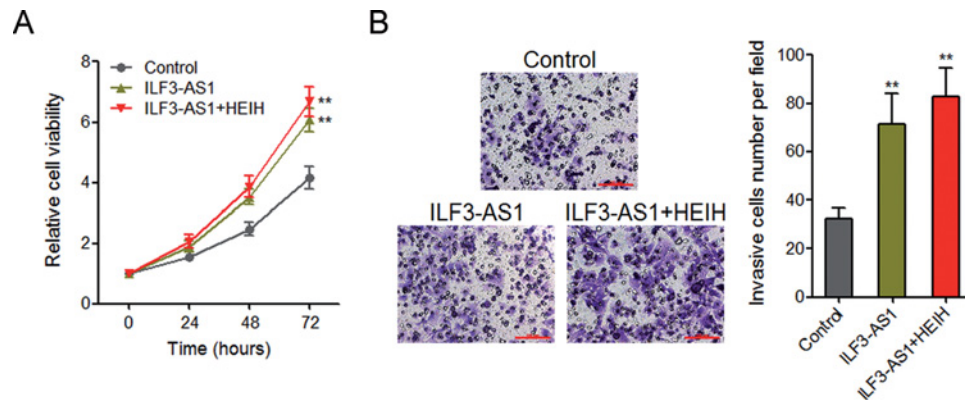 A
Relative cell viability
8
6
4
2
0
Control
ILF3-AS1
ILF3-AS1+HEIH
**
**
0 24 48 72
Time (hours)
B
Control
ILF3-AS1 ILF3-AS1+HEIH
Invasive cells number per field
100
80
60
40
20
0
**
**
Control
ILF3-AS1
ILF3-AS1+HEIH